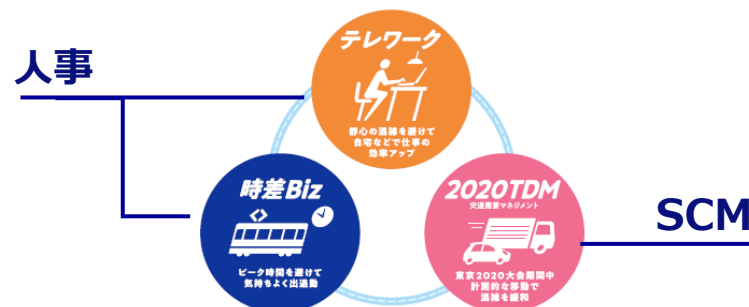 人事
テレワーク
都心の混雑を避けて
自宅などで仕事の
効率アップ
時差Biz
ピーク時間を避けて
気持ちよく出退勤
2020TDM
交通需要マネジメント
東京2020大会期間中
計画的な移動で
混雑を緩和
SCM